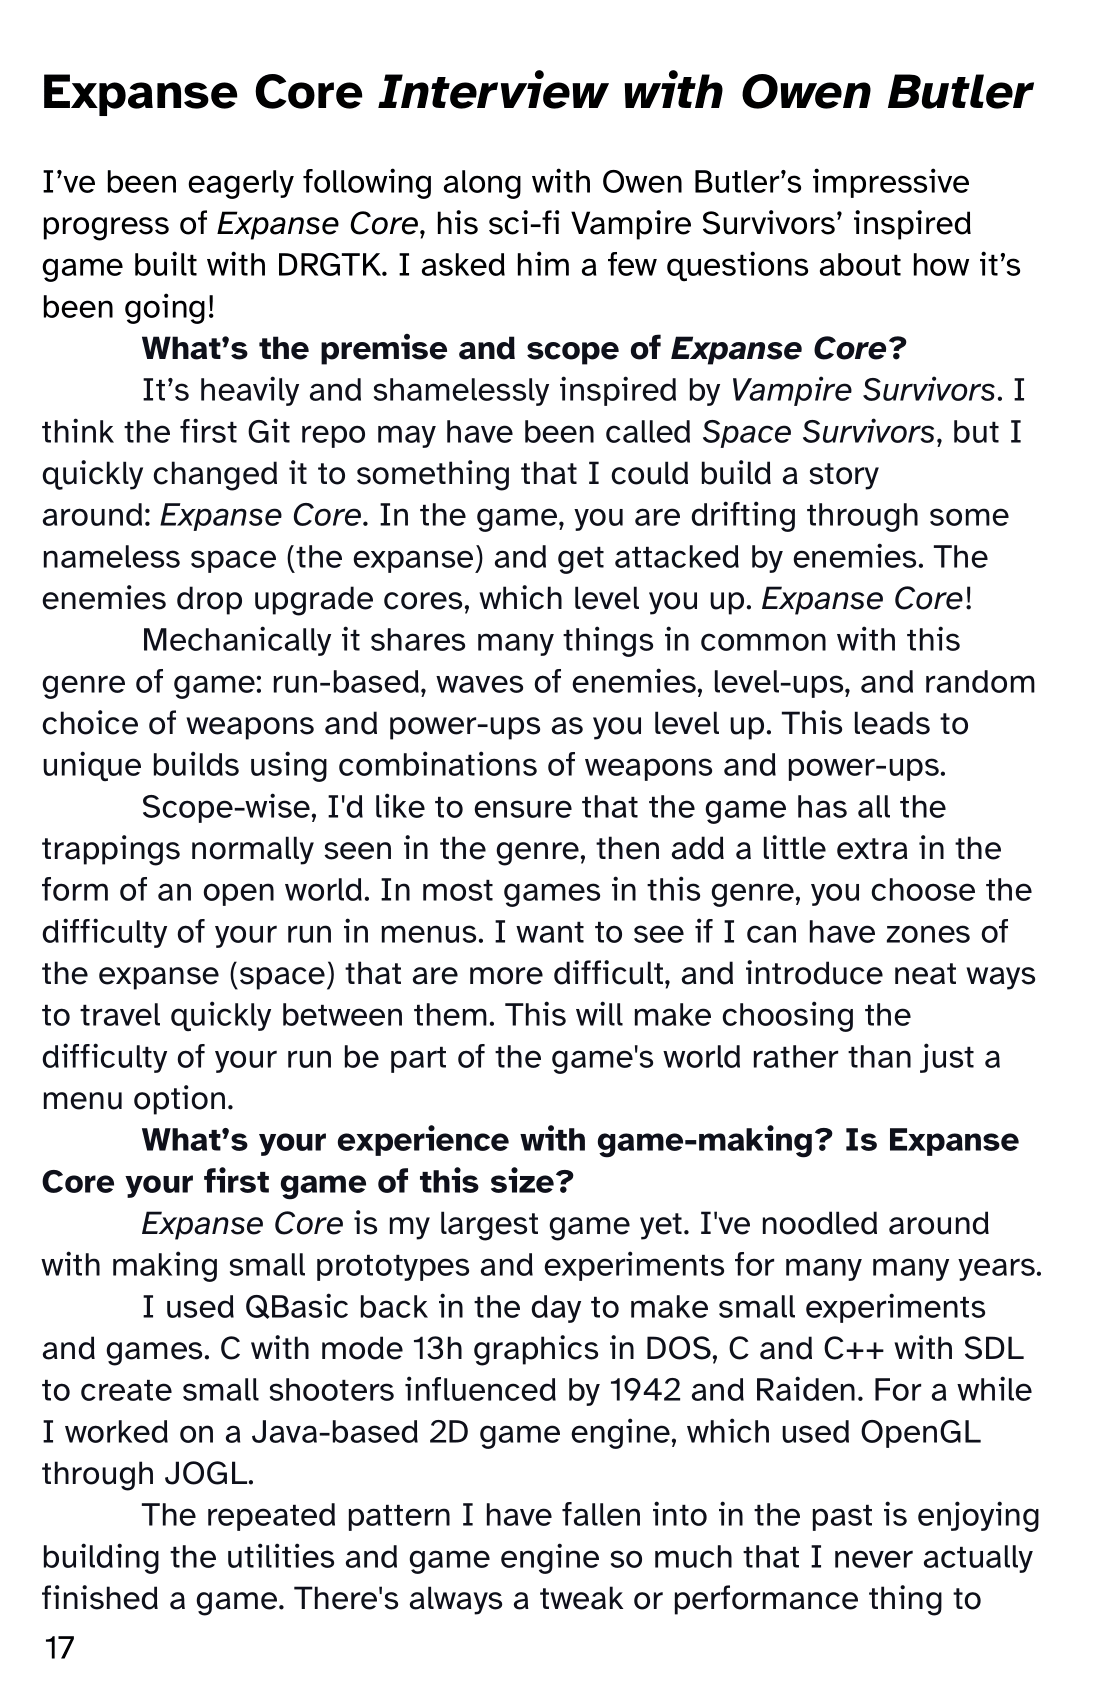 Expanse Core Interview with Owen Butler
I’ve been eagerly following along with Owen Butler’s impressive
progress of Expanse Core, his sci-fi Vampire Survivors’ inspired
game built with DRGTK. I asked him a few questions about how it’s
been going!
What’s the premise and scope of Expanse Core?
It’s heavily and shamelessly inspired by Vampire Survivors. I
think the first Git repo may have been called Space Survivors, but I
quickly changed it to something that I could build a story
around: Expanse Core. In the game, you are drifting through some
nameless space (the expanse) and get attacked by enemies. The
enemies drop upgrade cores, which level you up. Expanse Core!
Mechanically it shares many things in common with this
genre of game: run-based, waves of enemies, level-ups, and random
choice of weapons and power-ups as you level up. This leads to
unique builds using combinations of weapons and power-ups.
Scope-wise, I'd like to ensure that the game has all the
trappings normally seen in the genre, then add a little extra in the
form of an open world. In most games in this genre, you choose the
difficulty of your run in menus. I want to see if I can have zones of
the expanse (space) that are more difficult, and introduce neat ways
to travel quickly between them. This will make choosing the
difficulty of your run be part of the game's world rather than just a
menu option.
What’s your experience with game-making? Is Expanse
Core your first game of this size?
Expanse Core is my largest game yet. I've noodled around
with making small prototypes and experiments for many many years.
I used QBasic back in the day to make small experiments
and games. C with mode 13h graphics in DOS, C and C++ with SDL
to create small shooters influenced by 1942 and Raiden. For a while
I worked on a Java-based 2D game engine, which used OpenGL
through JOGL.
The repeated pattern I have fallen into in the past is enjoying
building the utilities and game engine so much that I never actually
finished a game. There's always a tweak or performance thing to
17